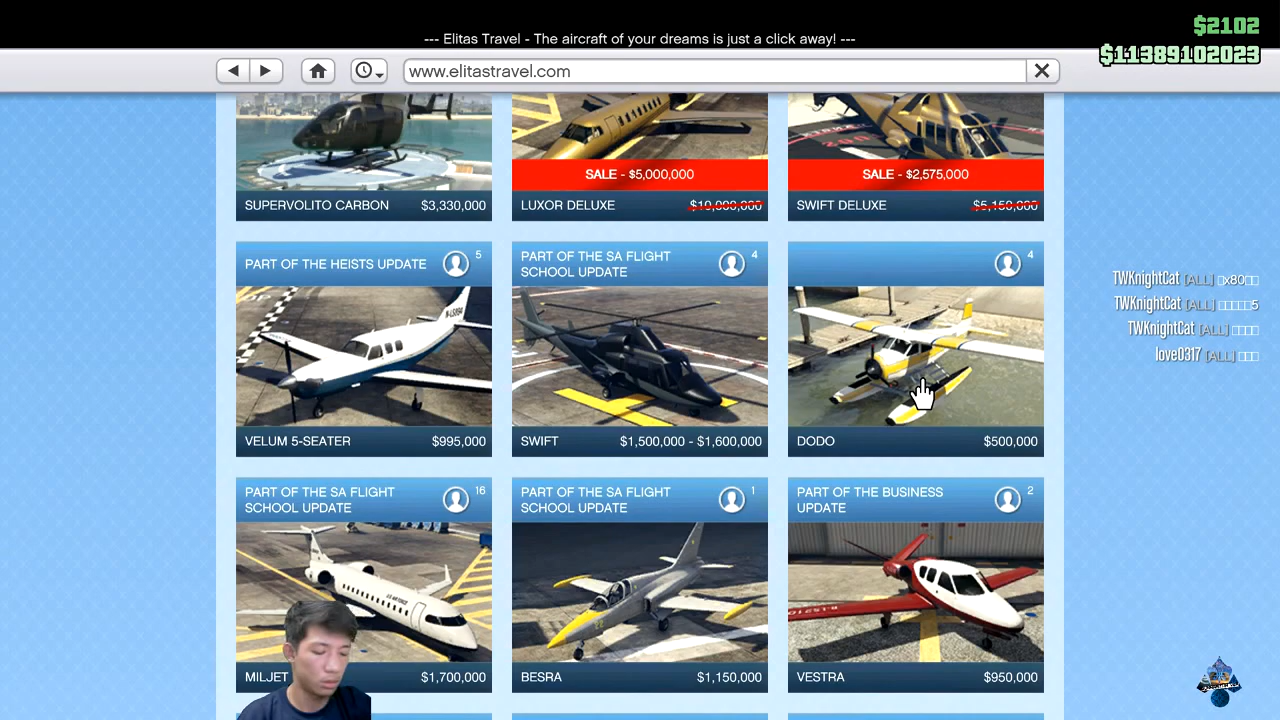 --- Elitas Travel - The aircraft of your dreams is just a click away! ---
$2102
$11389102023
www.elitastravel.com
SALE - $5,000,000
SALE - $2,575,000
SUPERVOLITO CARBON $3,330,000
LUXOR DELUXE $10,000,000
SWIFT DELUXE $5,150,000
PART OF THE HEISTS UPDATE 5
PART OF THE SA FLIGHT
SCHOOL UPDATE 4
4
VELUM 5-SEATER $995,000
SWIFT $1,500,000 - $1,600,000
DODO $500,000
PART OF THE SA FLIGHT
SCHOOL UPDATE 16
PART OF THE SA FLIGHT
SCHOOL UPDATE 1
PART OF THE BUSINESS
UPDATE 2
MILJET $1,700,000
BESRA $1,150,000
VESTRA $950,000
TWKnightCat [ALL] □x80□□
TWKnightCat [ALL] □□□□□5
TWKnightCat [ALL] □□□□
love0317 [ALL] □□□